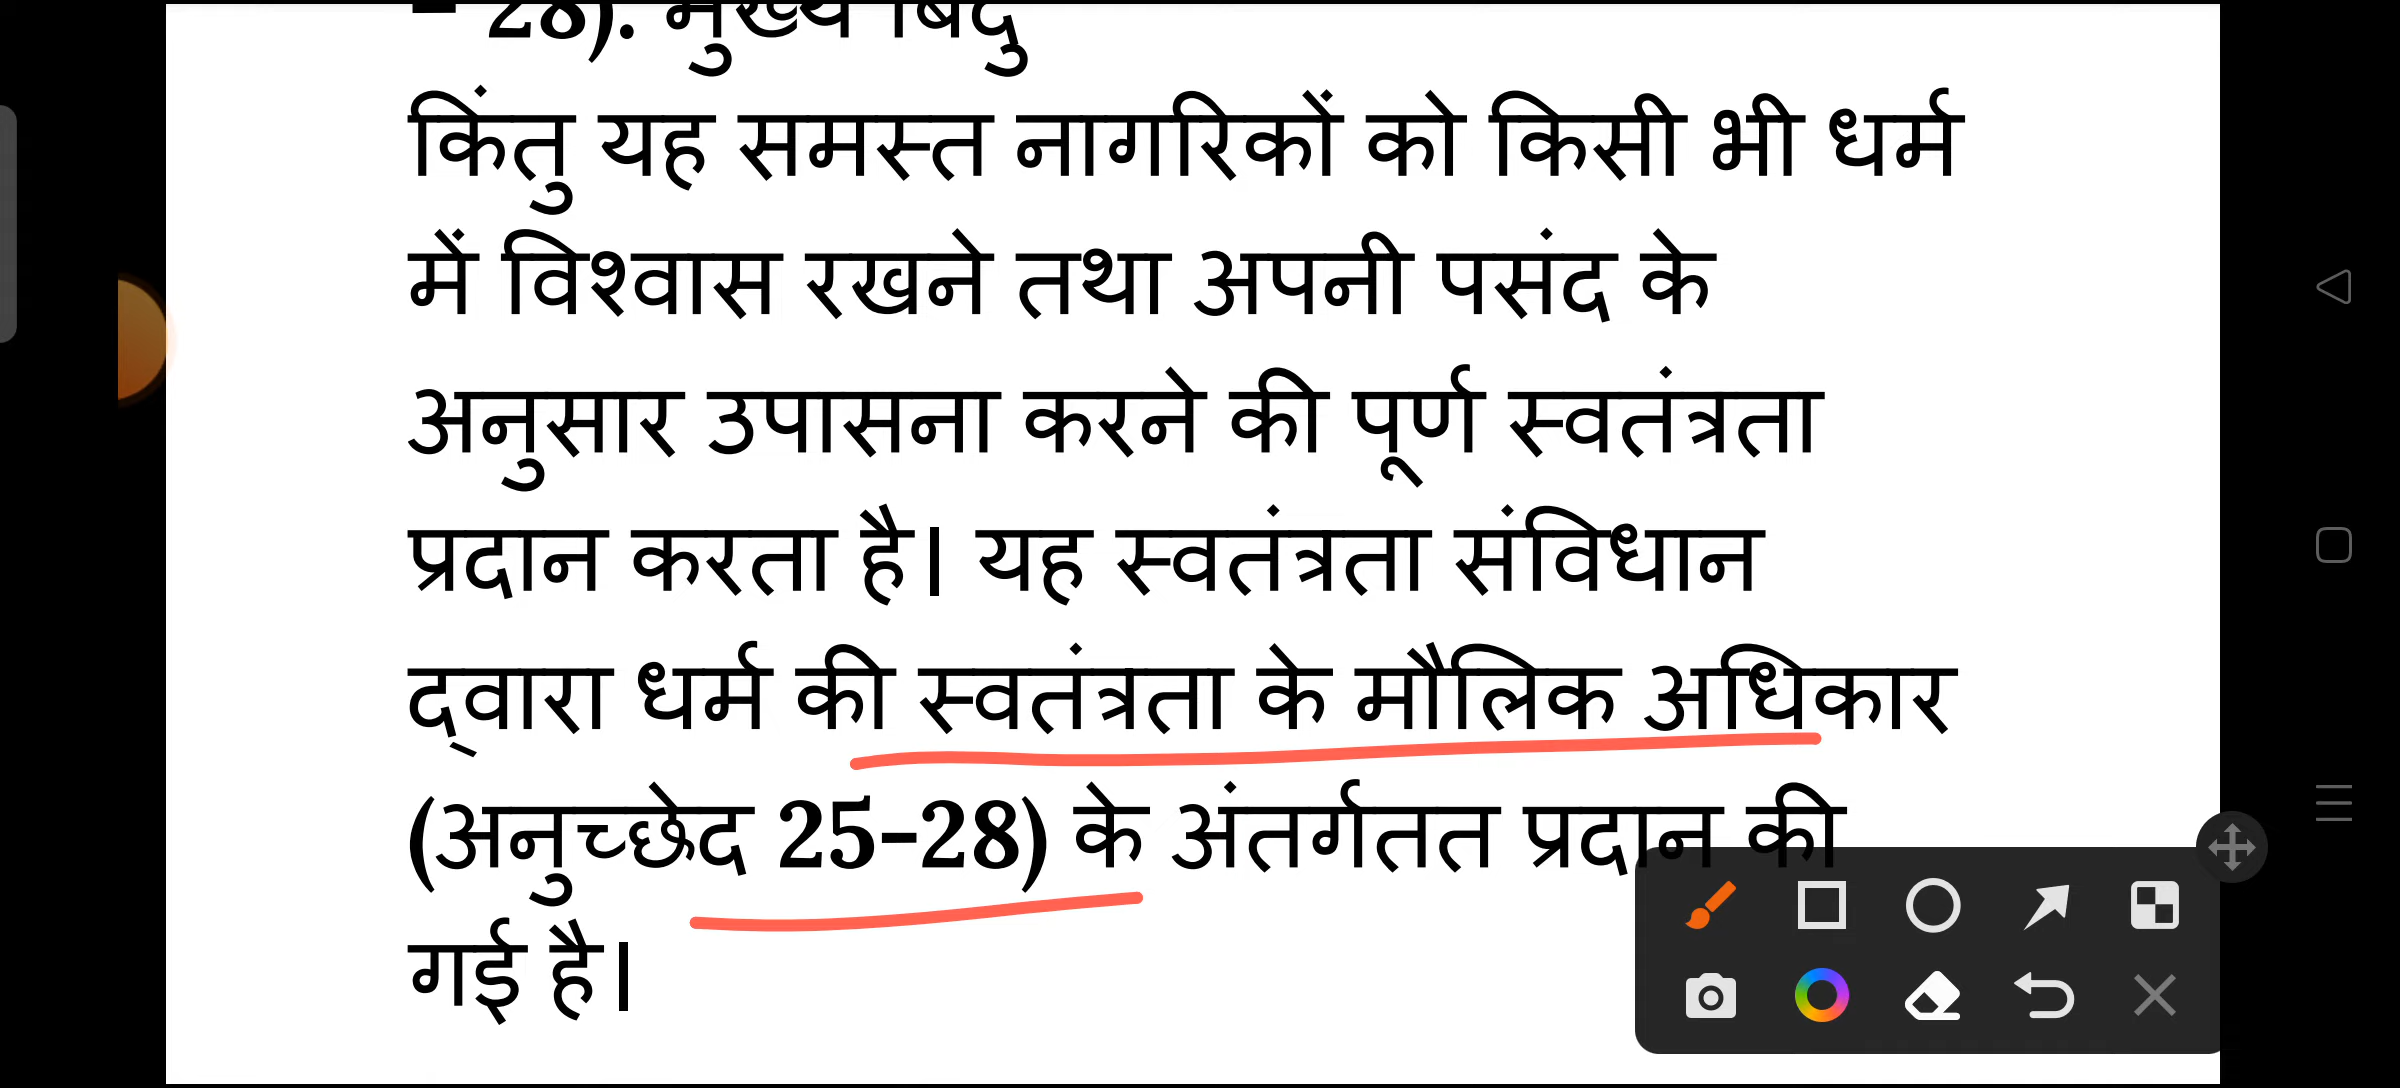 – 28). मुख्य बिंदु
किंतु यह समस्त नागरिकों को किसी भी धर्म
में विश्वास रखने तथा अपनी पसंद के
अनुसार उपासना करने की पूर्ण स्वतंत्रता
प्रदान करता है। यह स्वतंत्रता संविधान
द्वारा धर्म की स्वतंत्रता के मौलिक अधिकार
(अनुच्छेद 25-28) के अंतर्गतत प्रदान की
गई है।